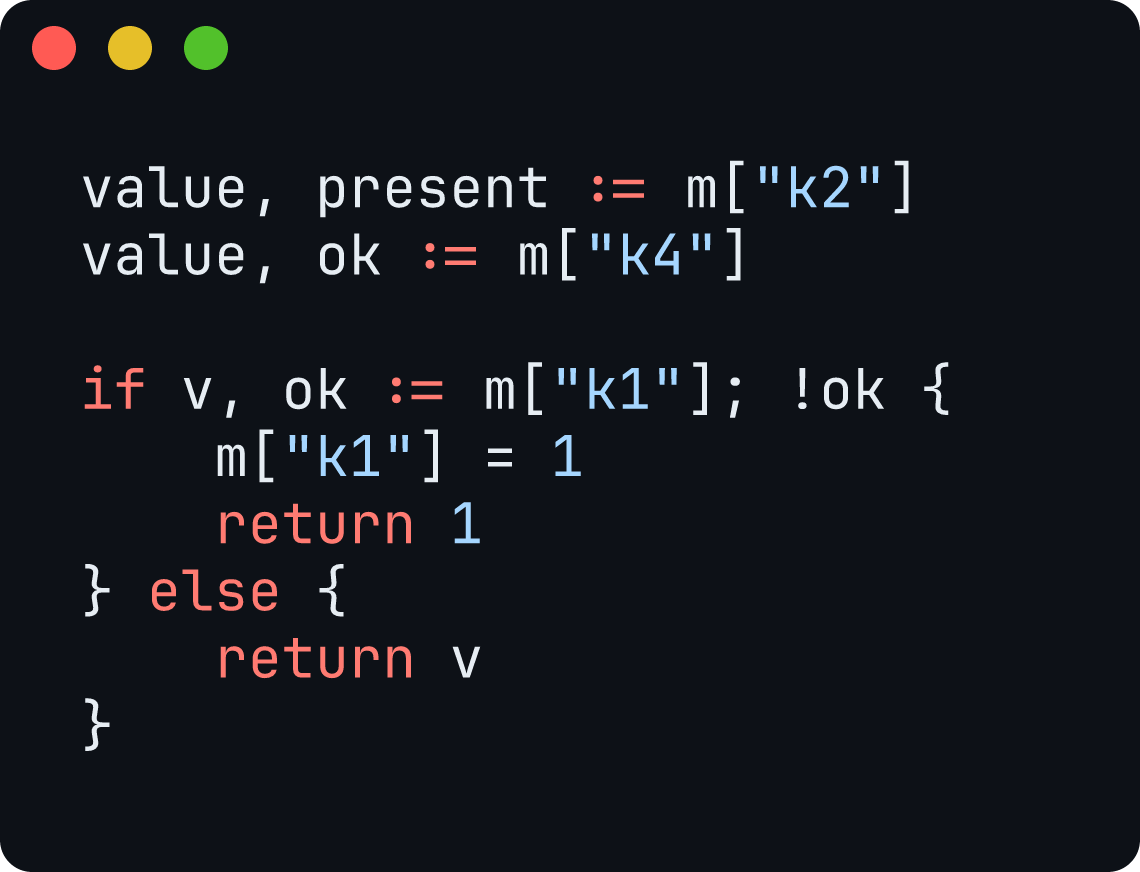 value, present := m["k2"]
value, ok := m["k4"]

if v, ok := m["k1"]; !ok {
    m["k1"] = 1
    return 1
} else {
    return v
}